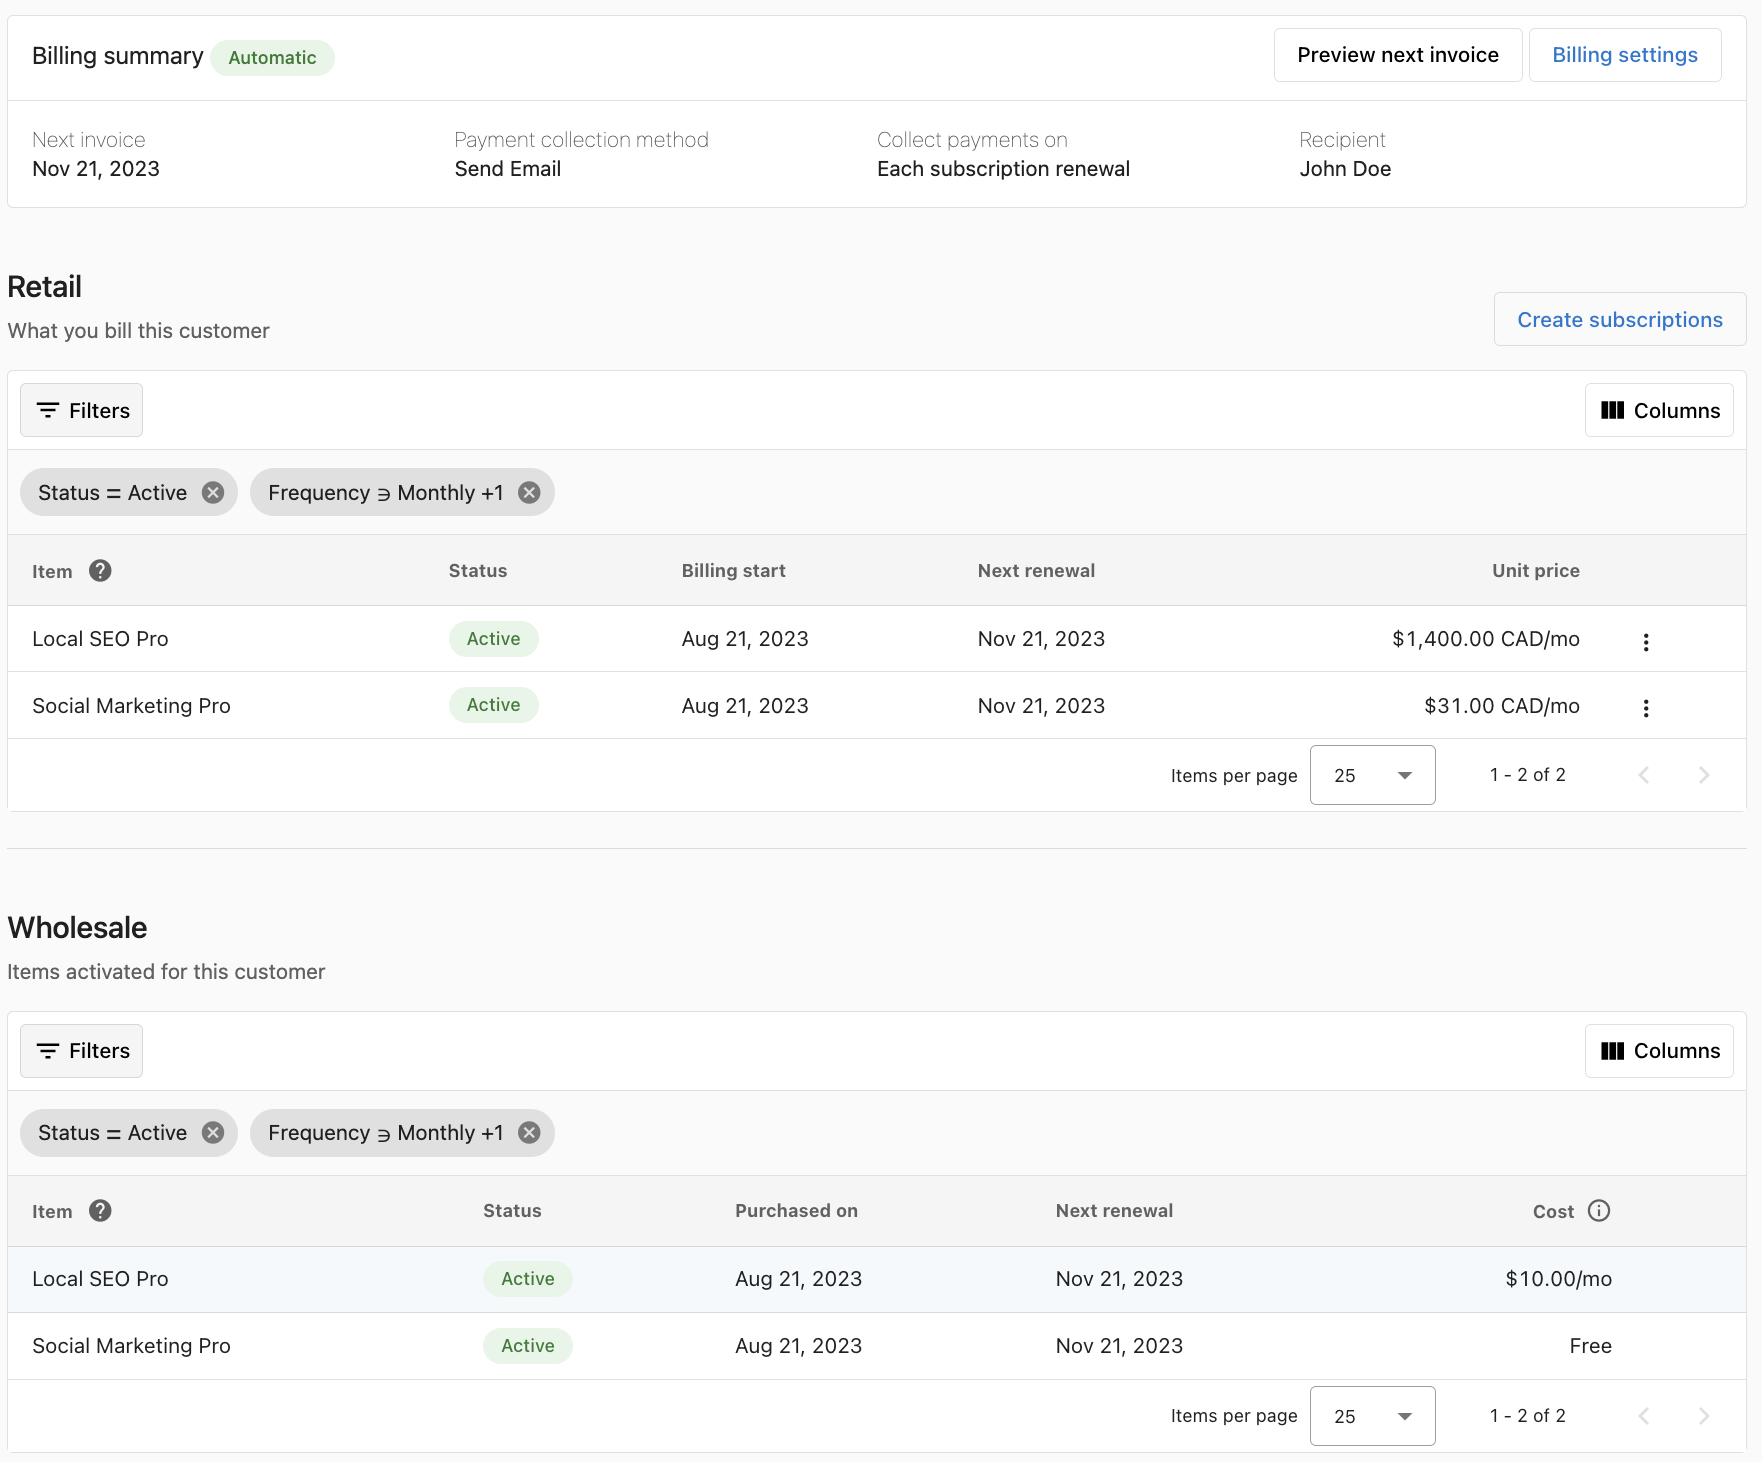 Billing summary Automatic Preview next invoice Billing settings
Next invoice Payment collection method Collect payments on Recipient
Nov 21, 2023 Send Email Each subscription renewal John Doe
Retail
What you bill this customer
Create subscriptions
Filters Columns
Status = Active Frequency ∋ Monthly +1
Item Status Billing start Next renewal Unit price
Local SEO Pro Active Aug 21, 2023 Nov 21, 2023 $1,400.00 CAD/mo
Social Marketing Pro Active Aug 21, 2023 Nov 21, 2023 $31.00 CAD/mo
Items per page 25 1 - 2 of 2
Wholesale
Items activated for this customer
Filters Columns
Status = Active Frequency ∋ Monthly +1
Item Status Purchased on Next renewal Cost
Local SEO Pro Active Aug 21, 2023 Nov 21, 2023 $10.00/mo
Social Marketing Pro Active Aug 21, 2023 Nov 21, 2023 Free
Items per page 25 1 - 2 of 2